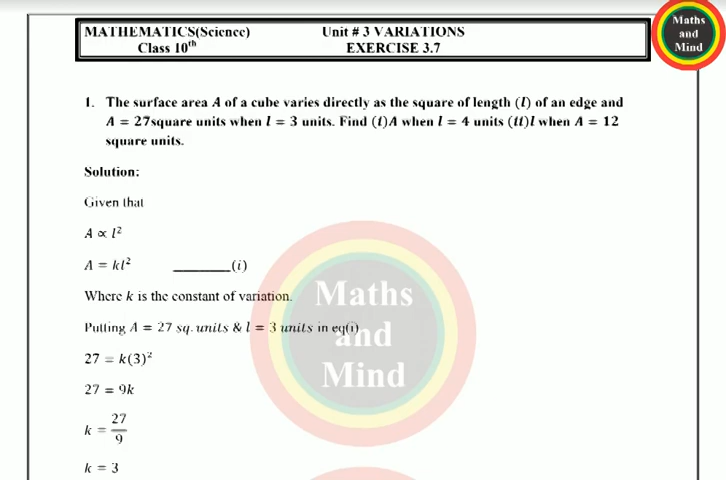 MATHEMATICS(Science) Unit # 3 VARIATIONS
Class 10th EXERCISE 3.7
Maths
and
Mind
1. The surface area A of a cube varies directly as the square of length (l) of an edge and
A = 27square units when l = 3 units. Find (i)A when l = 4 units (ii)l when A = 12
square units.
Solution:
Given that
A ∝ l²
A = kl² ________(i)
Where k is the constant of variation.
Putting A = 27 sq. units & l = 3 units in eq(i)
27 = k(3)²
27 = 9k
k = 27/9
k = 3
Maths
and
Mind